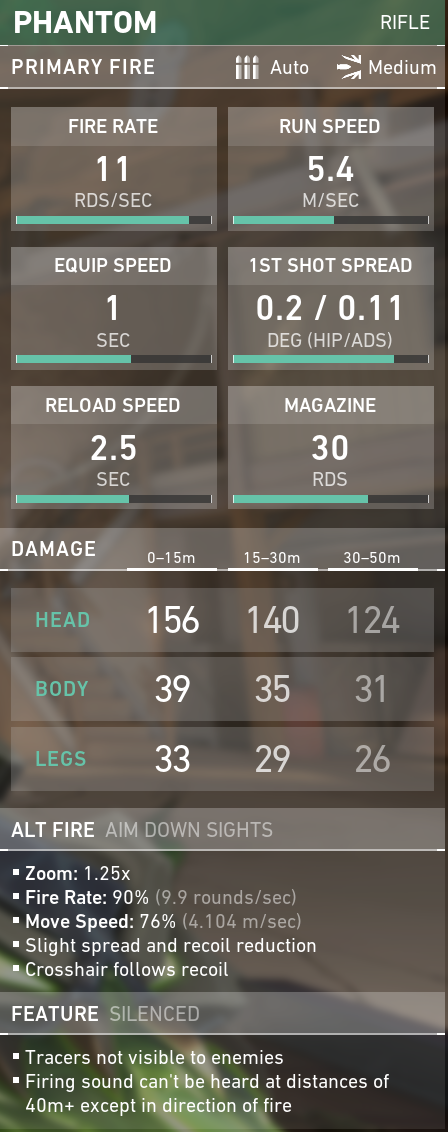 PHANTOM RIFLE
PRIMARY FIRE Auto Medium
FIRE RATE RUN SPEED
11 5.4
RDS/SEC M/SEC
EQUIP SPEED 1ST SHOT SPREAD
1 0.2 / 0.11
SEC DEG (HIP/ADS)
RELOAD SPEED MAGAZINE
2.5 30
SEC RDS
DAMAGE 0–15m 15–30m 30–50m
HEAD 156 140 124
BODY 39 35 31
LEGS 33 29 26
ALT FIRE AIM DOWN SIGHTS
▪ Zoom: 1.25x
▪ Fire Rate: 90% (9.9 rounds/sec)
▪ Move Speed: 76% (4.104 m/sec)
▪ Slight spread and recoil reduction
▪ Crosshair follows recoil
FEATURE SILENCED
▪ Tracers not visible to enemies
▪ Firing sound can't be heard at distances of
40m+ except in direction of fire